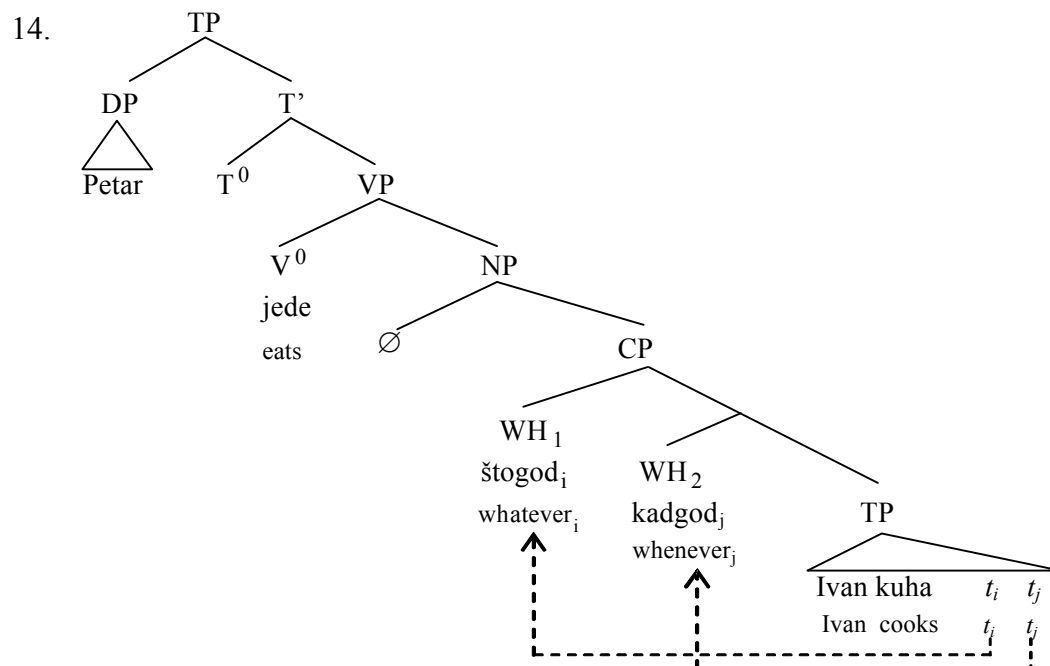 14.
TP
DP T’
Petar T⁰ VP
V⁰ NP
jede
eats ∅
CP
WH₁ WH₂
štogodᵢ kadgodⱼ
whateverᵢ wheneverⱼ
TP
Ivan kuha tᵢ tⱼ
Ivan cooks tᵢ tⱼ